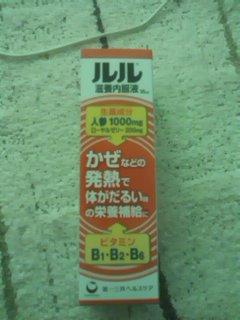 ルル
滋養内服液
生薬成分
人参 1000mg
ローヤルゼリー 200mg
かぜなどの
発熱で
体がだるい時
の栄養補給に
ビタミン
B1・B2・B6
第一三共ヘルスケア